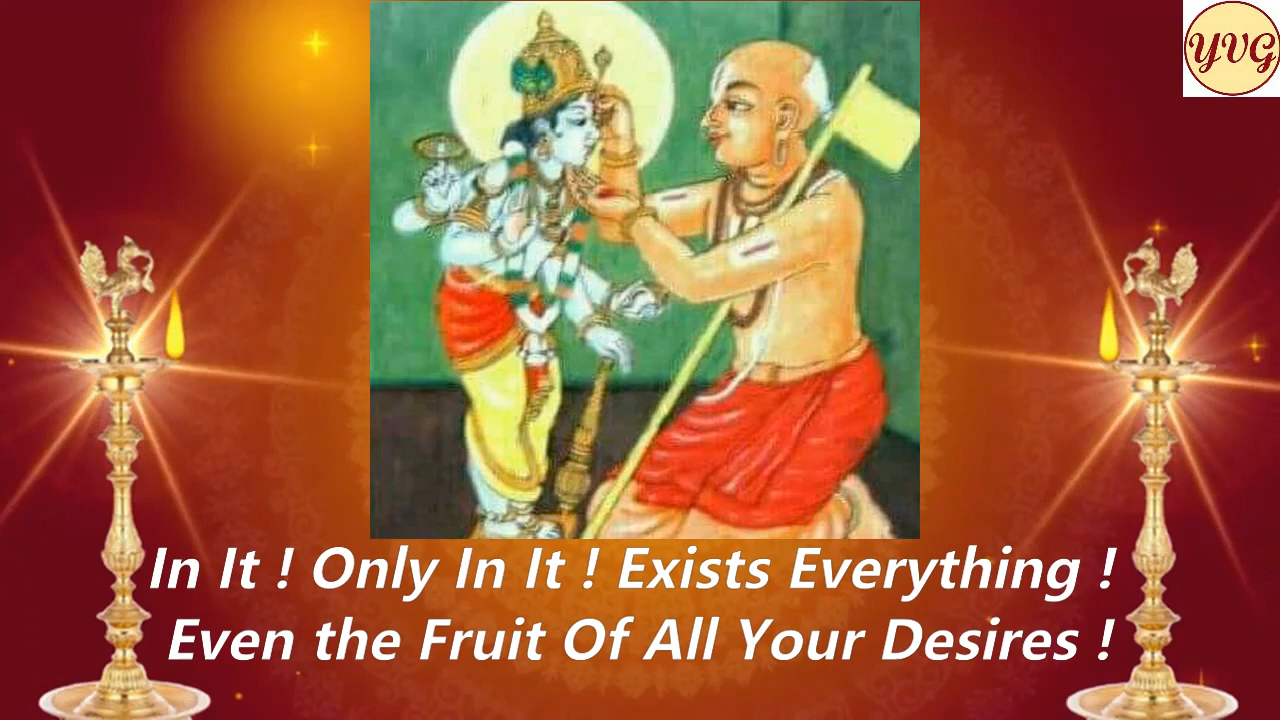 YVG
In It ! Only In It ! Exists Everything !
Even the Fruit Of All Your Desires !